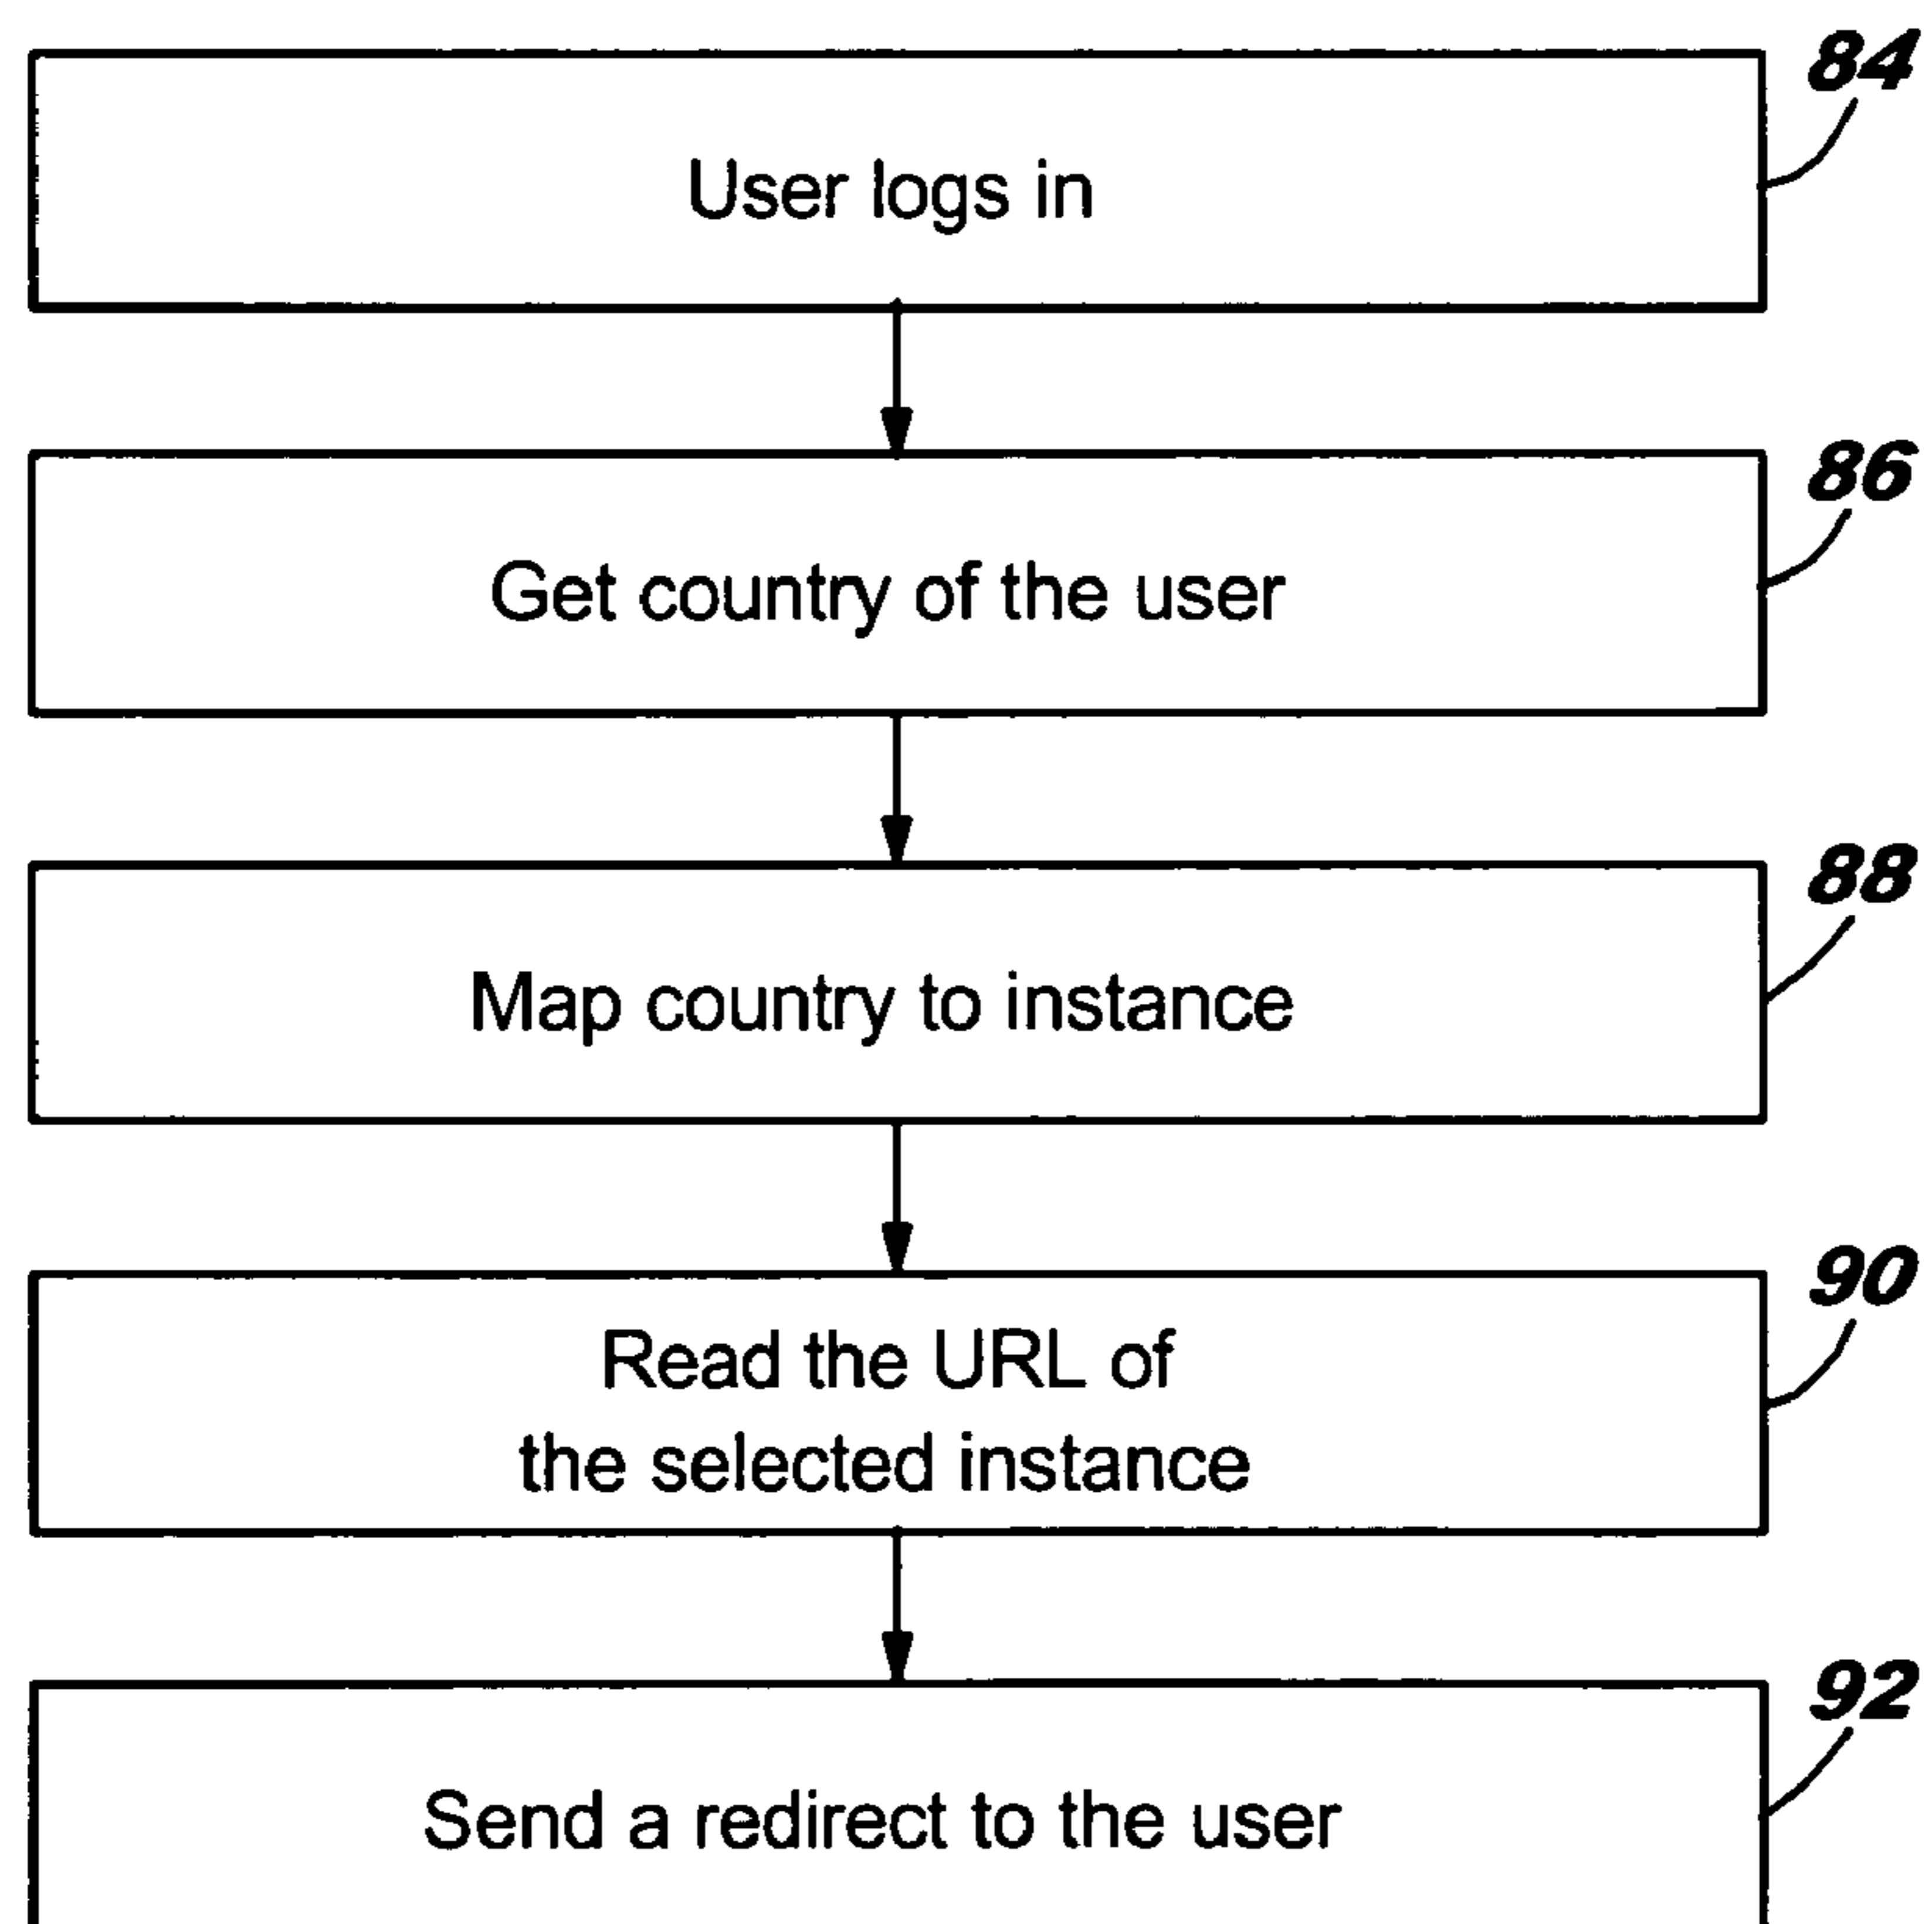 84
User logs in
86
Get country of the user
88
Map country to instance
90
Read the URL of
the selected instance
92
Send a redirect to the user